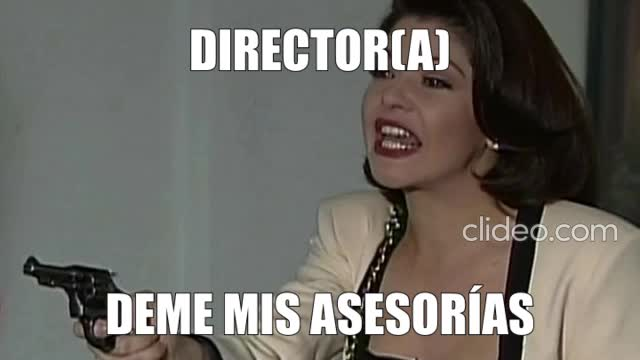 DIRECTOR(A)
clideo.com
DEME MIS ASESORÍAS